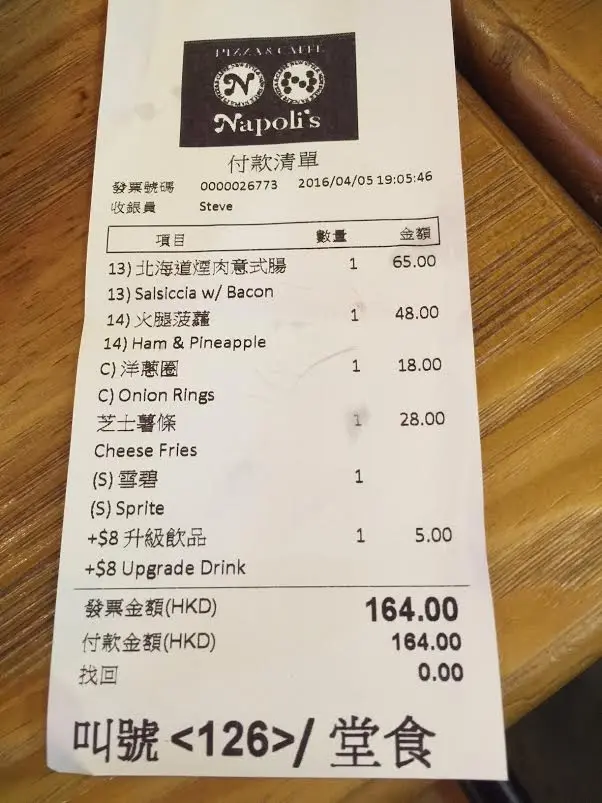 PIZZA & CAFFE
N
Napoli's
付款清單
發票號碼 0000026773 2016/04/05 19:05:46
收銀員 Steve
項目 數量 金額
13) 北海道煙肉意式腸 1 65.00
13) Salsiccia w/ Bacon
14) 火腿菠蘿 1 48.00
14) Ham & Pineapple
C) 洋蔥圈 1 18.00
C) Onion Rings
芝士薯條 1 28.00
Cheese Fries
(S) 雪碧 1
(S) Sprite
+$8 升級飲品 1 5.00
+$8 Upgrade Drink
發票金額(HKD) 164.00
付款金額(HKD) 164.00
找回 0.00
叫號 <126>/ 堂食